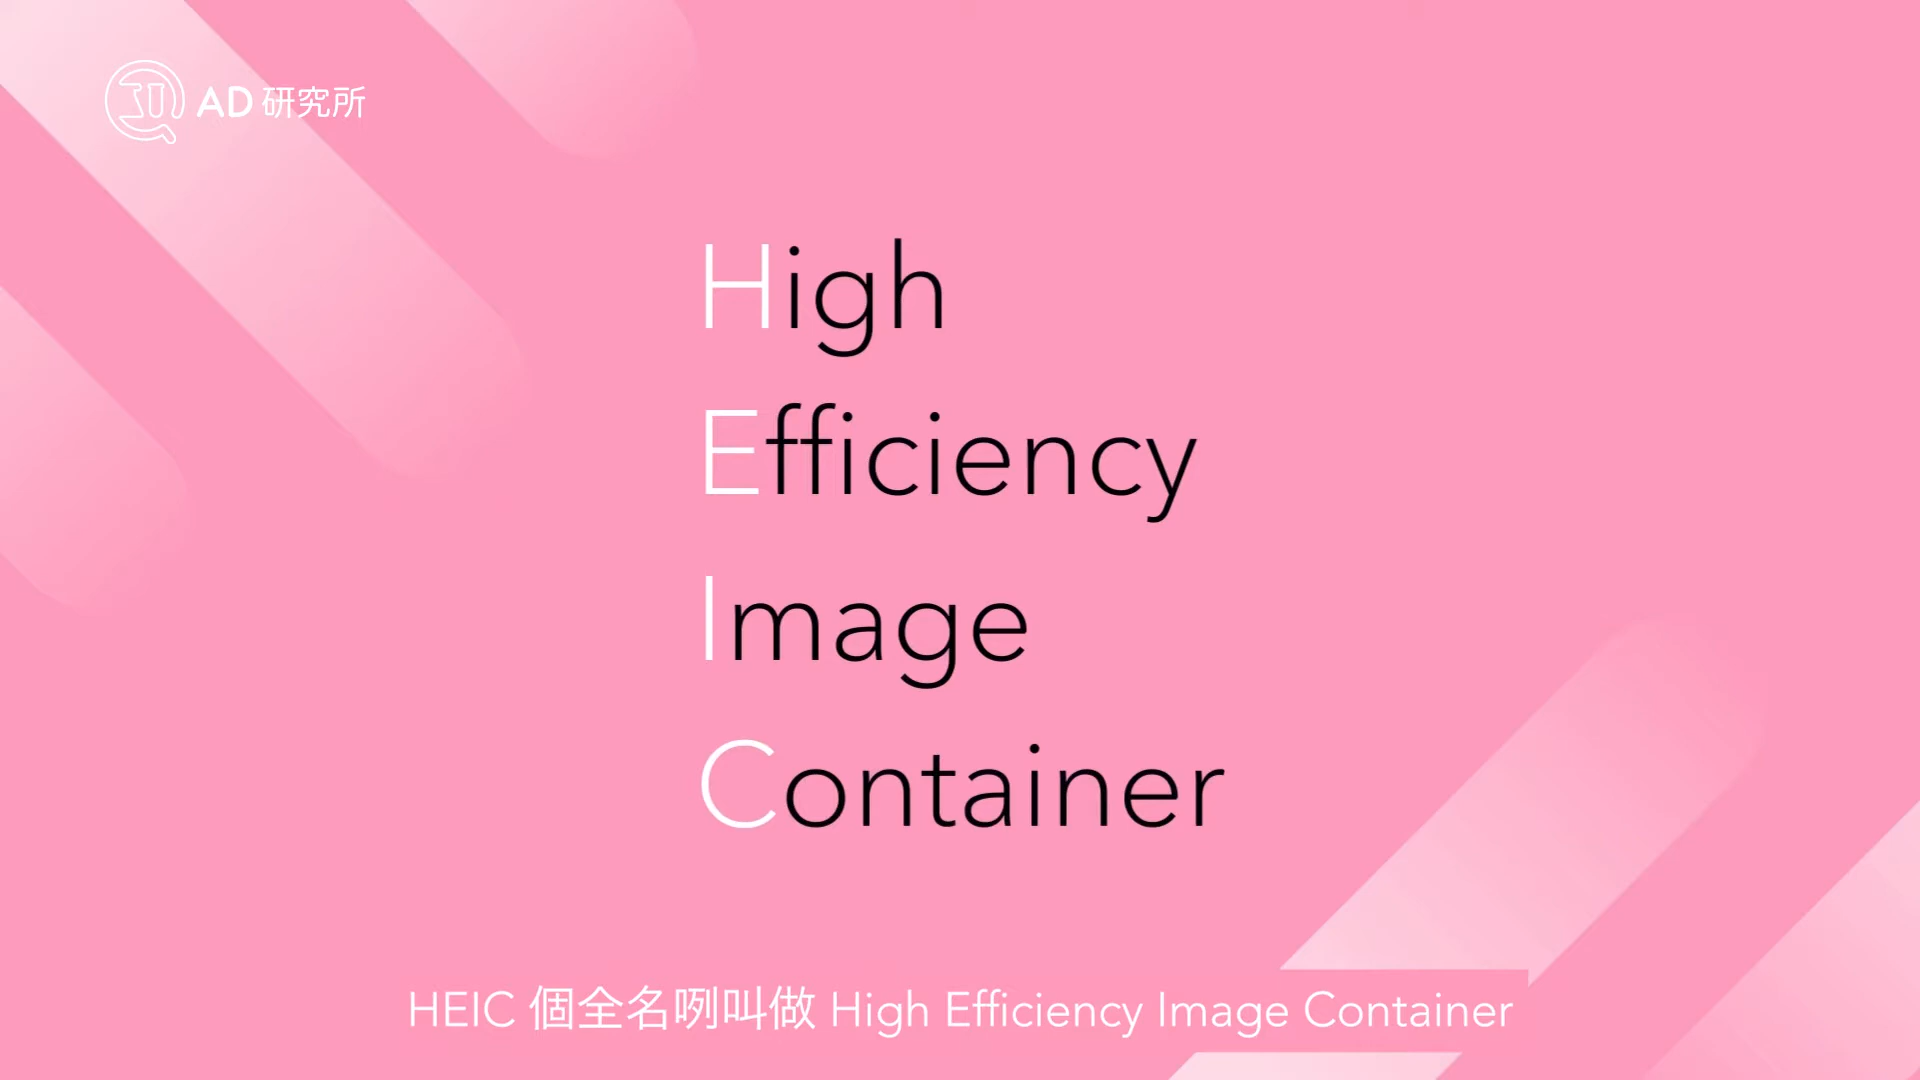 AD 研究所
High
Efficiency
Image
Container
HEIC 個全名咧叫做 High Efficiency Image Container